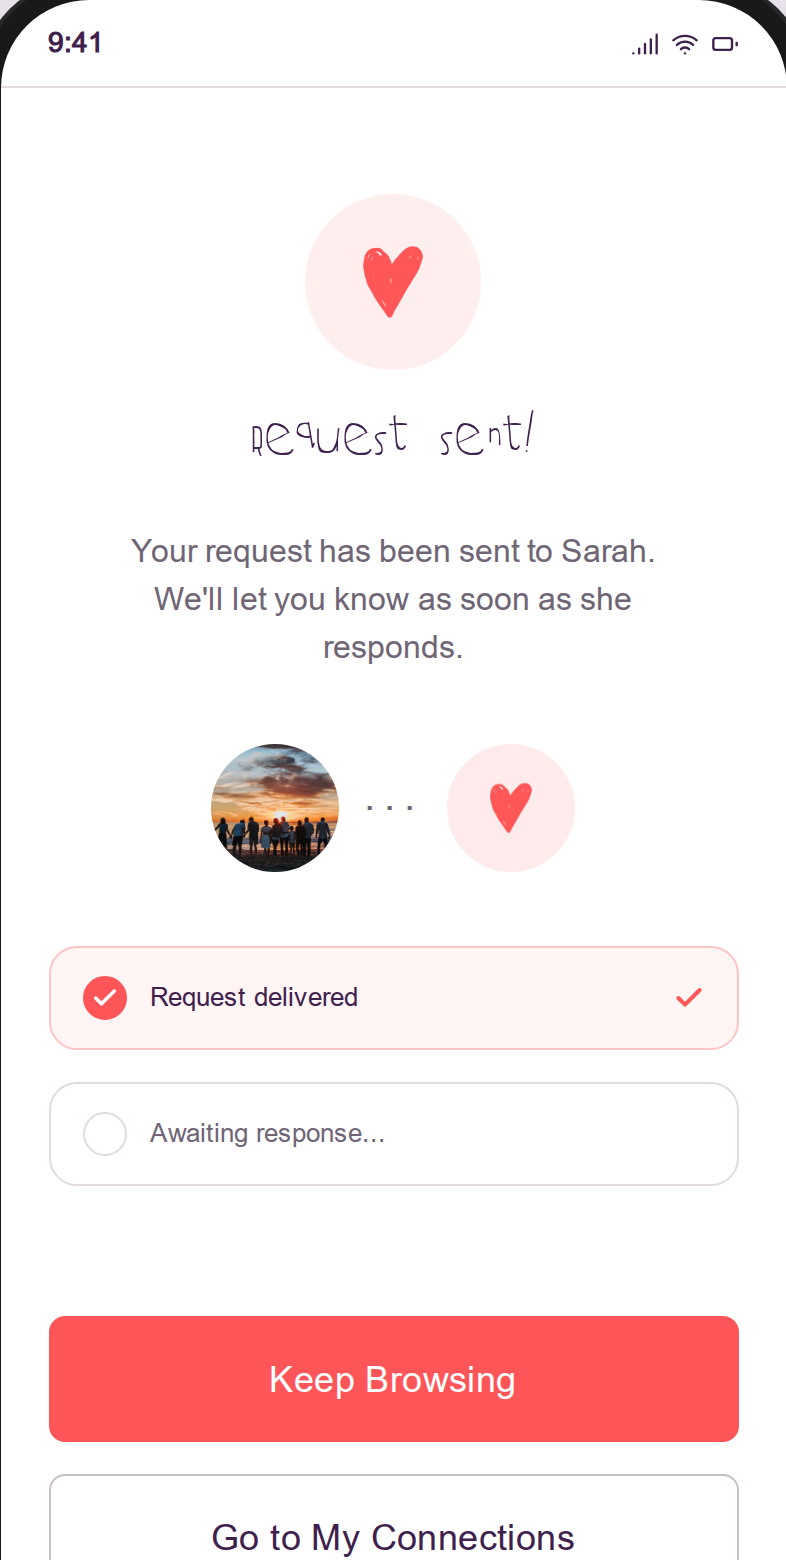 9:41
Request sent!
Your request has been sent to Sarah.
We'll let you know as soon as she
responds.
...
Request delivered
Awaiting response...
Keep Browsing
Go to My Connections